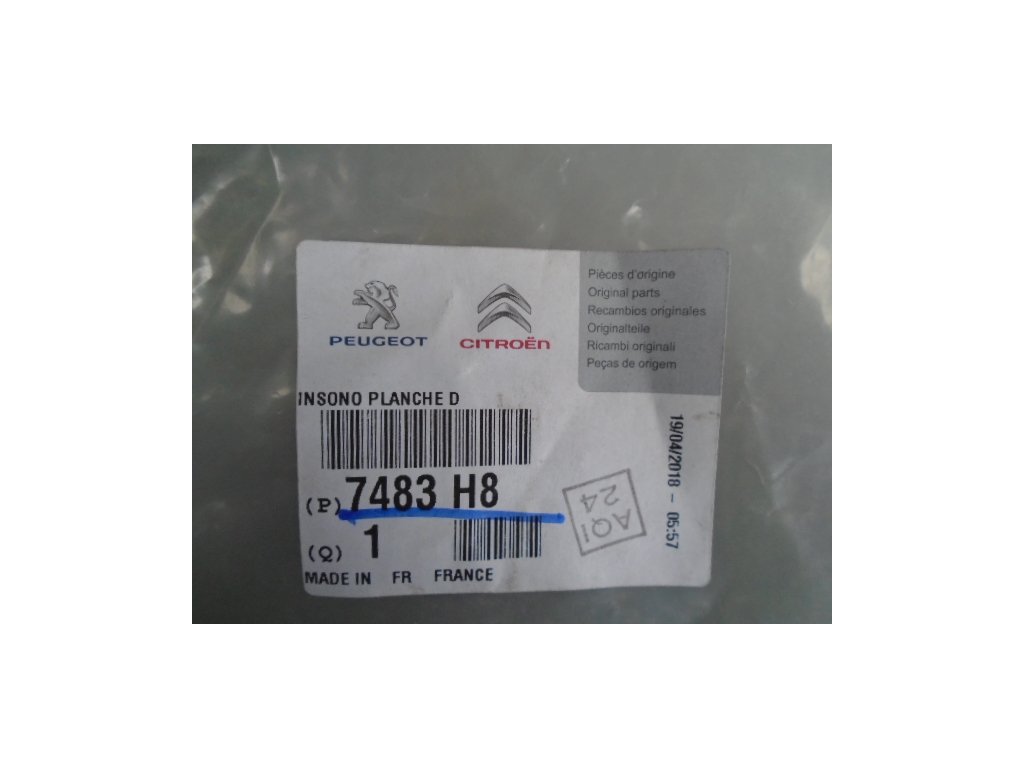 PEUGEOT
CITROËN
Pièces d'origine
Original parts
Recambios originales
Originalteile
Ricambi originali
Peças de origem
INSONO PLANCHE D
(P) 7483 H8
(Q) 1
MADE IN FR FRANCE
AQI
24
19/04/2018 - 05:57